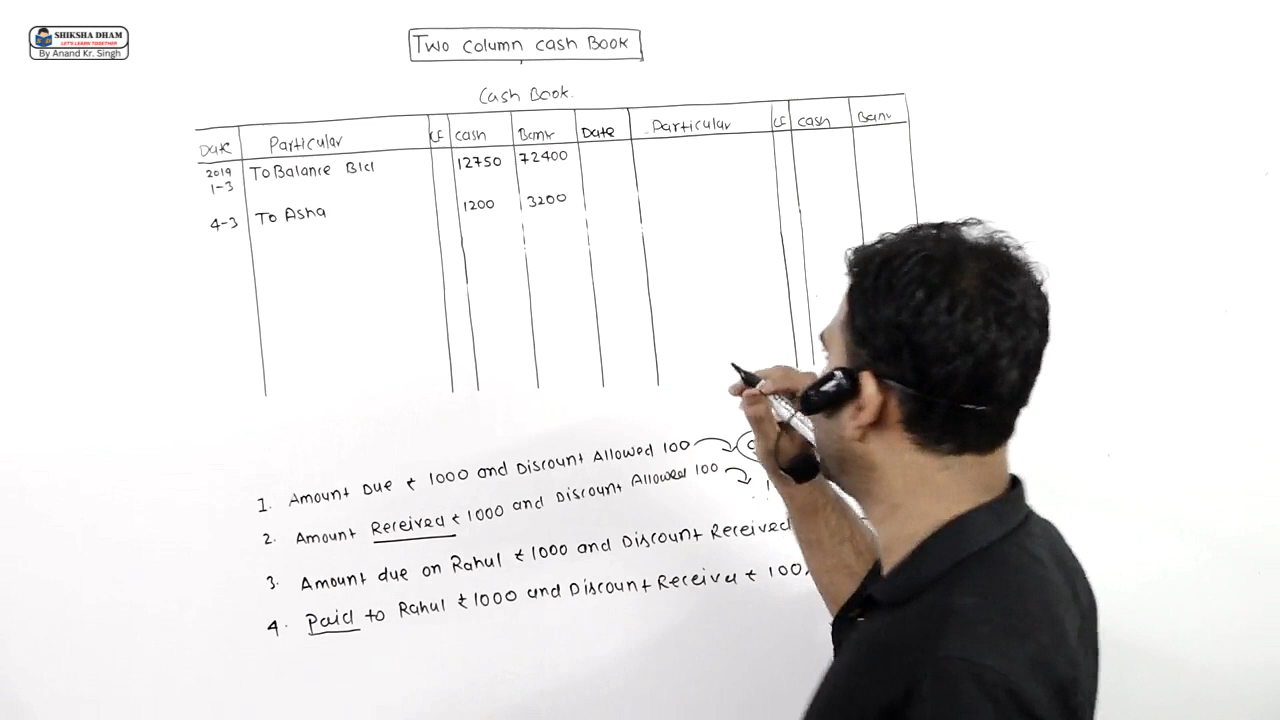 SHIKSHA DHAM
LET'S LEARN TOGETHER
By Anand Kr. Singh
Two column cash Book
Cash Book.
Date Particular LF cash Bank Date Particular LF cash Bank
2019
1-3 To Balance B/d 12750 72400
4-3 To Asha 1200 3200
1. Amount Due ₹ 1000 and Discount Allowed 100
2. Amount Received ₹ 1000 and Discount Allowed 100
3. Amount due on Rahul ₹ 1000 and Discount Received
4. Paid to Rahul ₹ 1000 and Discount Receive ₹ 100